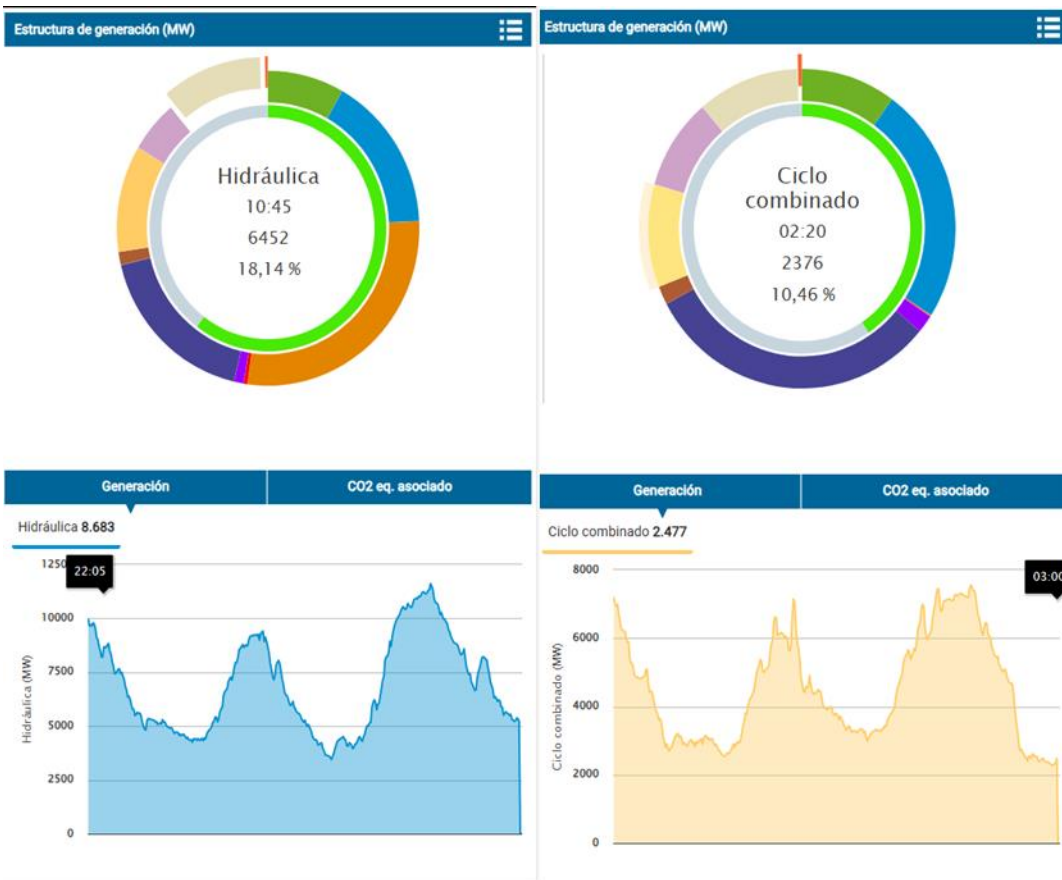 Estructura de generación (MW)
Hidráulica
10:45
6452
18,14 %
Generación
CO2 eq. asociado
Hidráulica 8.683
22:05
10000
7500
5000
2500
0
Hidráulica (MW)
Estructura de generación (MW)
Ciclo
combinado
02:20
2376
10,46 %
Generación
CO2 eq. asociado
Ciclo combinado 2.477
03:00
8000
6000
4000
2000
0
Ciclo combinado (MW)